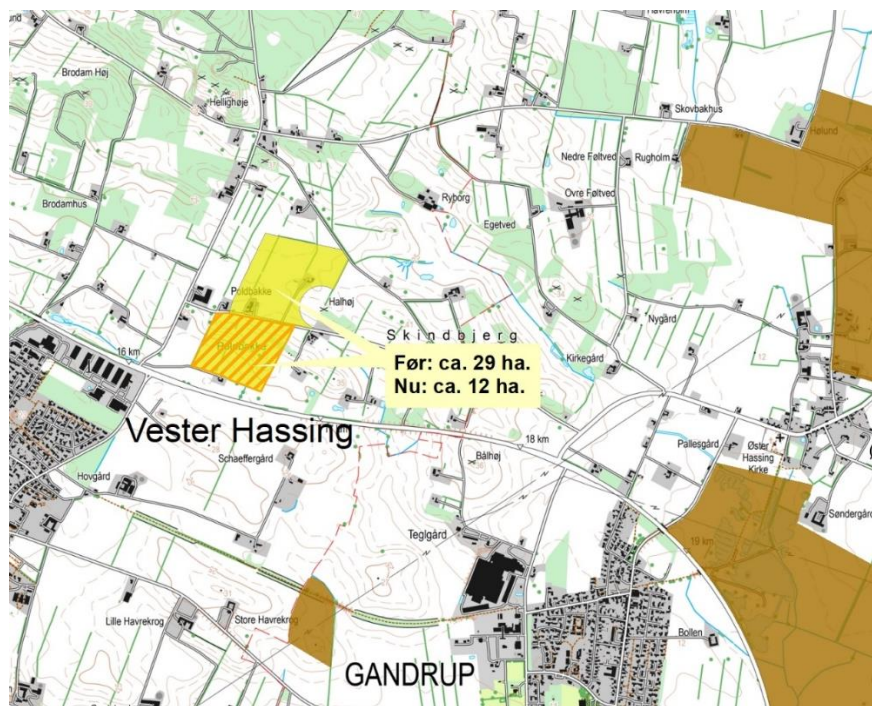 Havreholm
Brodam Høj
Hellighøje
Skovbakhus
Hølund
Nedre Føltved
Rugholm
Brodamhus
Ryborg
Ovre Føltved
Egetved
Poldbakke
Halhøj
Nygård
12
Skindbjerg
16 km
Før: ca. 29 ha.
Nu: ca. 12 ha.
Kirkegård
Vester Hassing
18 km
Pallesgård
Øster
Hassing
Kirke
Schaeffergård
Bålhøj
Hovgård
Søndergård
Teglgård
19 km
Lille Havrekrog
Store Havrekrog
Bollen
GANDRUP